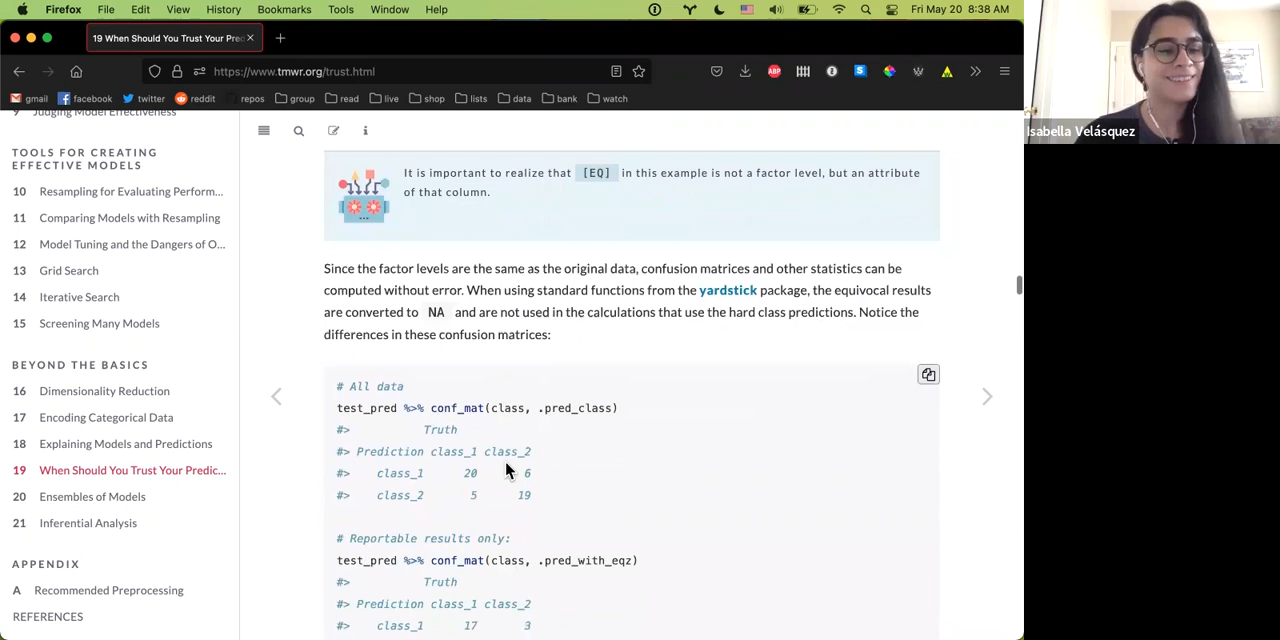 Firefox File Edit View History Bookmarks Tools Window Help Fri May 20 8:38 AM
19 When Should You Trust Your Pred
https://www.tmwr.org/trust.html
gmail facebook twitter reddit repos group read live shop lists data bank watch
Isabella Velásquez
9 Judging Model Effectiveness
TOOLS FOR CREATING
EFFECTIVE MODELS
10 Resampling for Evaluating Perform...
11 Comparing Models with Resampling
12 Model Tuning and the Dangers of O...
13 Grid Search
14 Iterative Search
15 Screening Many Models
BEYOND THE BASICS
16 Dimensionality Reduction
17 Encoding Categorical Data
18 Explaining Models and Predictions
19 When Should You Trust Your Predic...
20 Ensembles of Models
21 Inferential Analysis
APPENDIX
A Recommended Preprocessing
REFERENCES
It is important to realize that [EQ] in this example is not a factor level, but an attribute
of that column.
Since the factor levels are the same as the original data, confusion matrices and other statistics can be
computed without error. When using standard functions from the yardstick package, the equivocal results
are converted to NA and are not used in the calculations that use the hard class predictions. Notice the
differences in these confusion matrices:
# All data
test_pred %>% conf_mat(class, .pred_class)
#> Truth
#> Prediction class_1 class_2
#> class_1 20 6
#> class_2 5 19
# Reportable results only:
test_pred %>% conf_mat(class, .pred_with_eqz)
#> Truth
#> Prediction class_1 class_2
#> class_1 17 3